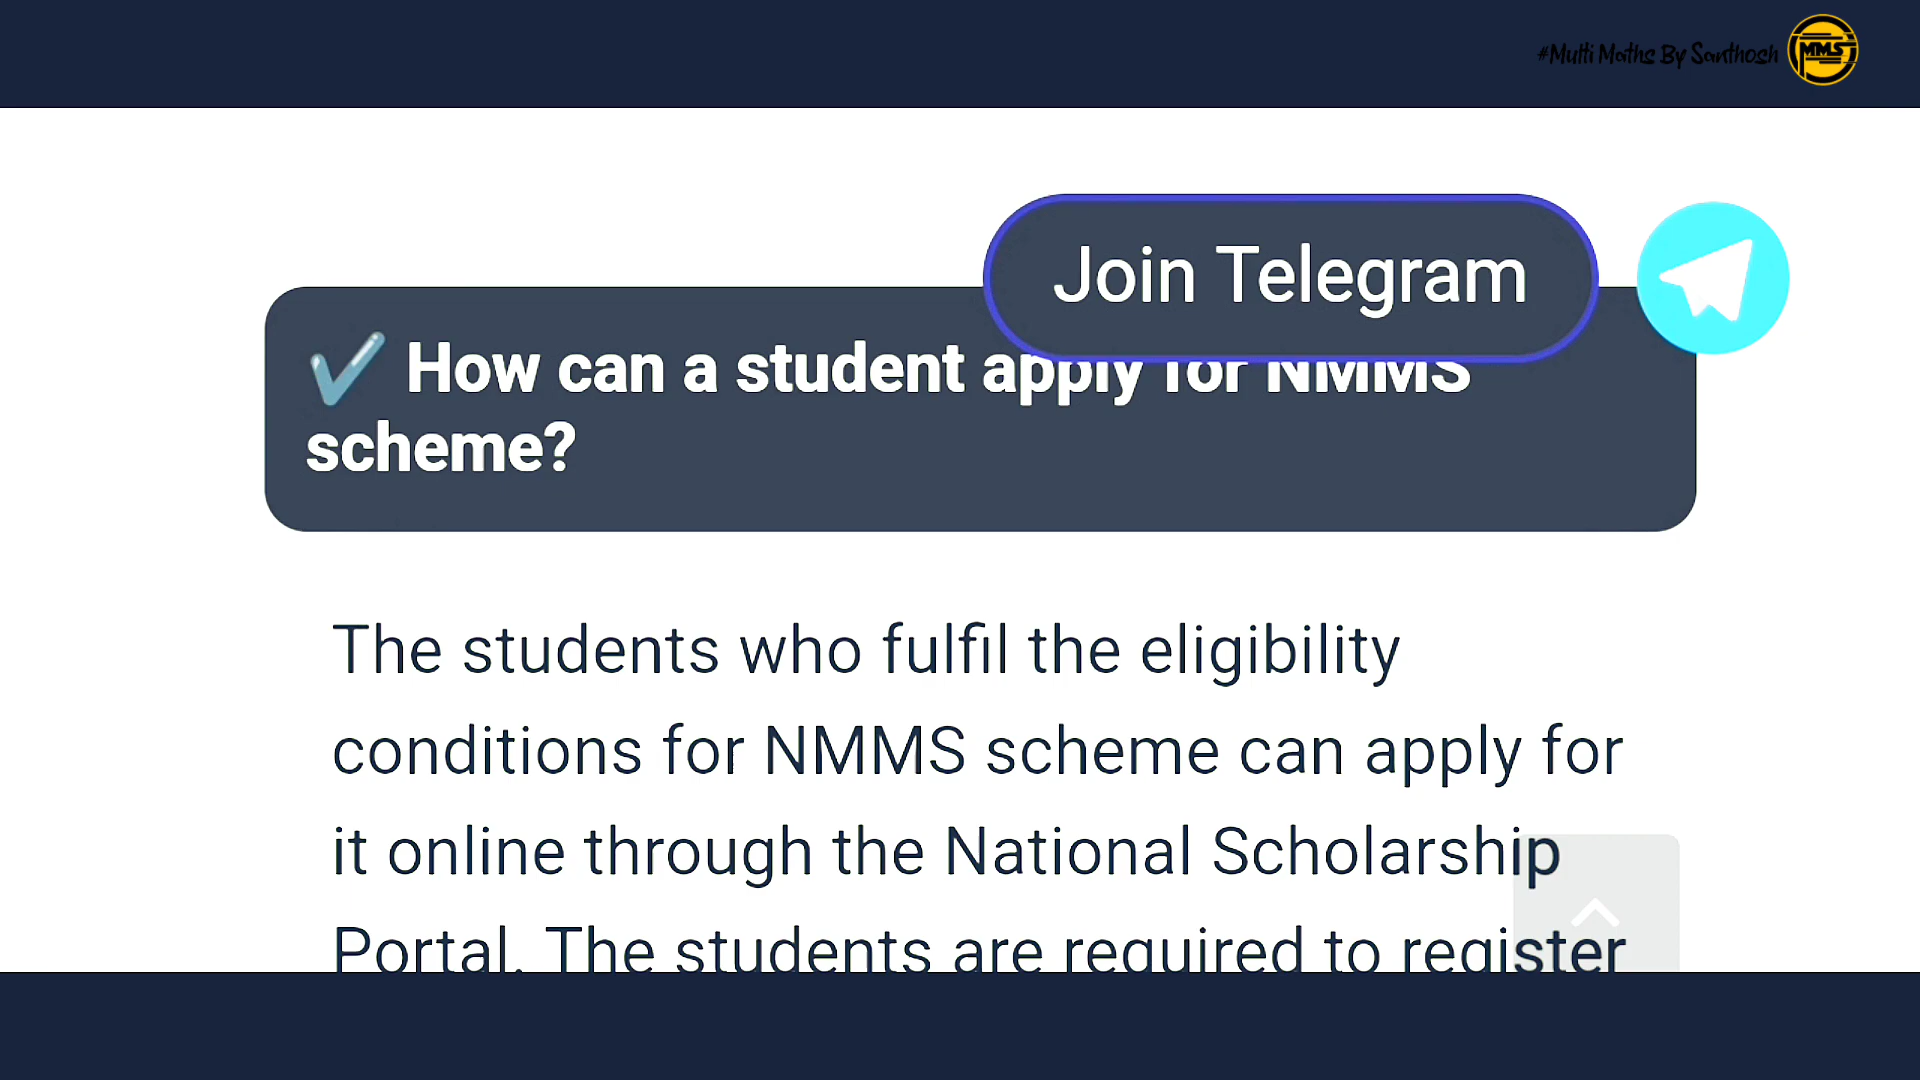 #Multi Maths By Santhosh
MMS
Join Telegram
✔ How can a student apply for NMMS
scheme?
The students who fulfil the eligibility
conditions for NMMS scheme can apply for
it online through the National Scholarship
Portal. The students are required to register